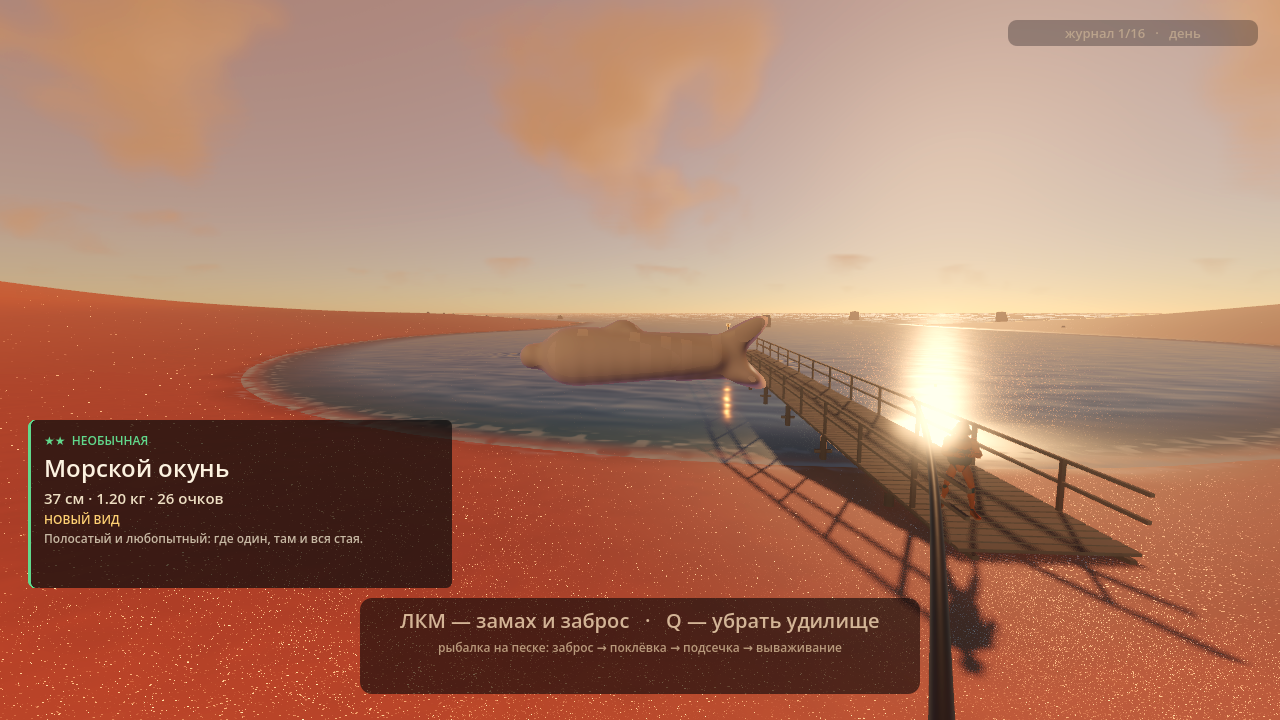 журнал 1/16 · день
★★ НЕОБЫЧНАЯ
Морской окунь
37 см · 1.20 кг · 26 очков
НОВЫЙ ВИД
Полосатый и любопытный: где один, там и вся стая.
ЛКМ — замах и заброс · Q — убрать удилище
рыбалка на песке: заброс → поклёвка → подсечка → вываживание